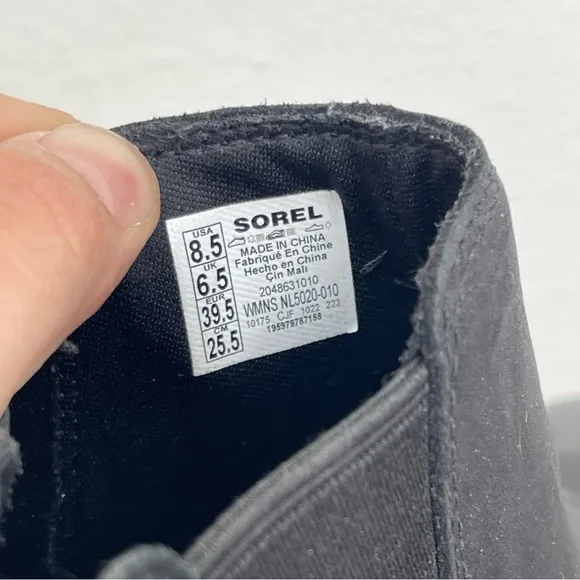 USA
8.5
UK
6.5
EUR
39.5
CM
25.5
SOREL
MADE IN CHINA
Fabriqué En Chine
Hecho en China
Çin Malı
2048631010
WMNS NL5020-010
10175 CJF 1022 223
195979787158